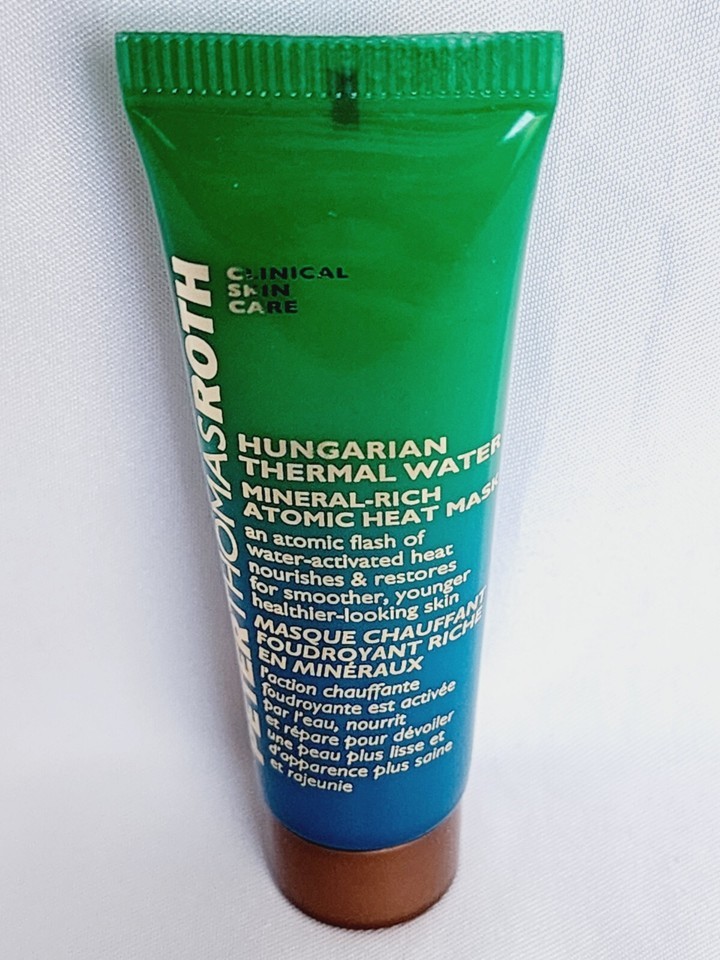 CLINICAL
SKIN
CARE
PETERTHOMASROTH
HUNGARIAN
THERMAL WATER
MINERAL-RICH
ATOMIC HEAT MASK
an atomic flash of
water-activated heat
nourishes & restores
for smoother, younger
healthier-looking skin
MASQUE CHAUFFANT
FOUDROYANT RICHE
EN MINÉRAUX
l'action chauffante
foudroyante est activée
par l'eau, nourrit
et répare pour dévoiler
une peau plus lisse et
d'apparence plus saine
et rajeunie